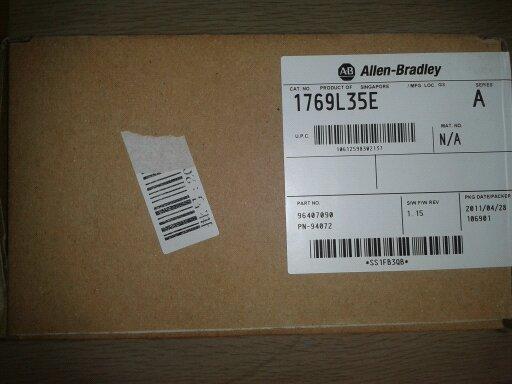 AB Allen-Bradley
CAT. NO. PRODUCT OF SINGAPORE / MFG. LOC. GS SERIES
1769L35E A
U.P.C. MAT. NO.
N/A
10612598302157
PART NO. S/W F/W REV PKG DATE/PACKER
96407090 1.15 2011/04/28
PN-94072 106901
*SS1FB3QB*